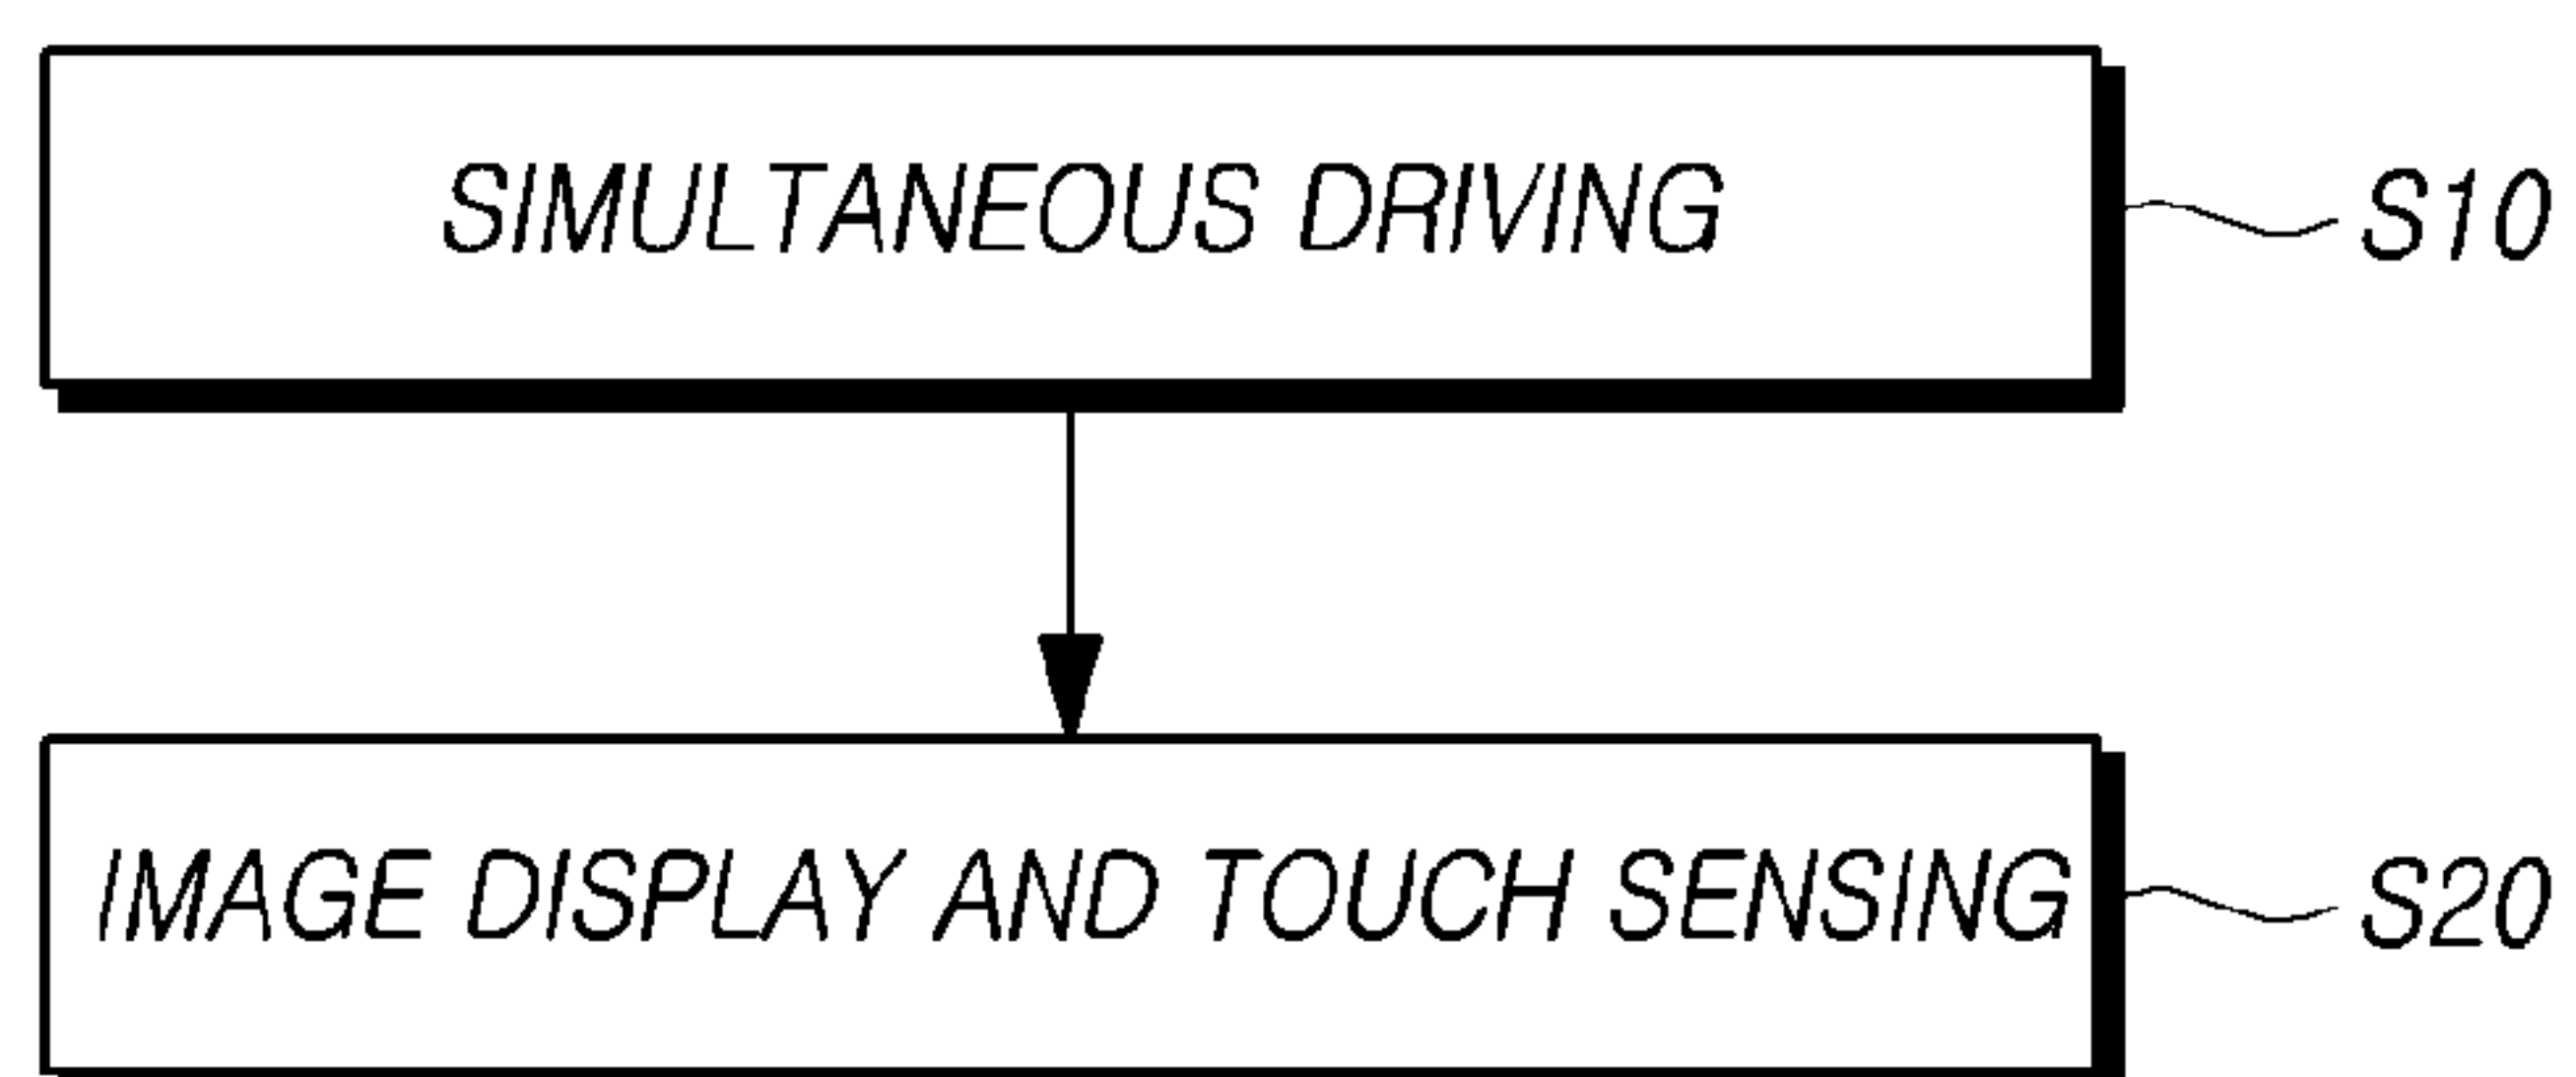 SIMULTANEOUS DRIVING
S10
IMAGE DISPLAY AND TOUCH SENSING
S20